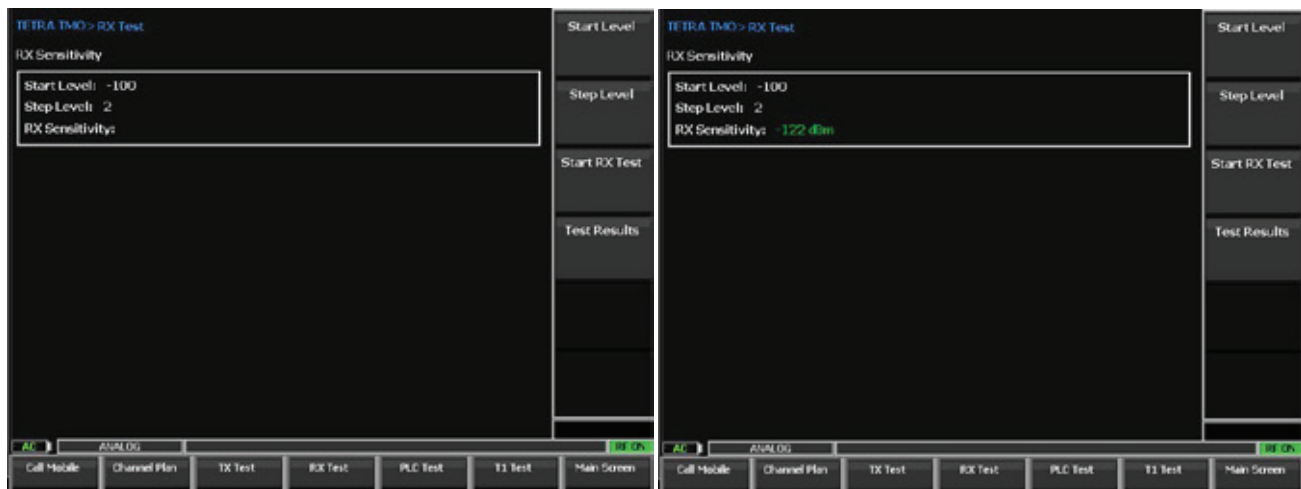 TETRA TMO> RX Test
RX Sensitivity
Start Level: -100
Step Level: 2
RX Sensitivity:
Start Level
Step Level
Start RX Test
Test Results
AC
ANALOG
RF ON
Call Mobile
Channel Plan
TX Test
RX Test
PLC Test
T1 Test
Main Screen
TETRA TMO> RX Test
RX Sensitivity
Start Level: -100
Step Level: 2
RX Sensitivity: -122 dBm
Start Level
Step Level
Start RX Test
Test Results
AC
ANALOG
RF ON
Call Mobile
Channel Plan
TX Test
RX Test
PLC Test
T1 Test
Main Screen